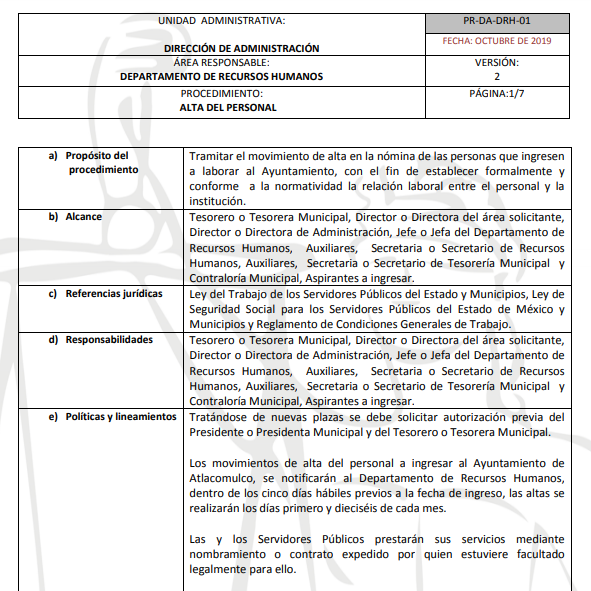 UNIDAD ADMINISTRATIVA:
DIRECCIÓN DE ADMINISTRACIÓN
PR-DA-DRH-01
FECHA: OCTUBRE DE 2019
ÁREA RESPONSABLE:
DEPARTAMENTO DE RECURSOS HUMANOS
VERSIÓN:
2
PROCEDIMIENTO:
ALTA DEL PERSONAL
PÁGINA:1/7
a) Propósito del
procedimiento
Tramitar el movimiento de alta en la nómina de las personas que ingresen
a laborar al Ayuntamiento, con el fin de establecer formalmente y
conforme a la normatividad la relación laboral entre el personal y la
institución.
b) Alcance
Tesorero o Tesorera Municipal, Director o Directora del área solicitante,
Director o Directora de Administración, Jefe o Jefa del Departamento de
Recursos Humanos, Auxiliares, Secretaria o Secretario de Recursos
Humanos, Auxiliares, Secretaria o Secretario de Tesorería Municipal y
Contraloría Municipal, Aspirantes a ingresar.
c) Referencias jurídicas
Ley del Trabajo de los Servidores Públicos del Estado y Municipios, Ley de
Seguridad Social para los Servidores Públicos del Estado de México y
Municipios y Reglamento de Condiciones Generales de Trabajo.
d) Responsabilidades
Tesorero o Tesorera Municipal, Director o Directora del área solicitante,
Director o Directora de Administración, Jefe o Jefa del Departamento de
Recursos Humanos, Auxiliares, Secretaria o Secretario de Recursos
Humanos, Auxiliares, Secretaria o Secretario de Tesorería Municipal y
Contraloría Municipal, Aspirantes a ingresar.
e) Políticas y lineamientos
Tratándose de nuevas plazas se debe solicitar autorización previa del
Presidente o Presidenta Municipal y del Tesorero o Tesorera Municipal.
Los movimientos de alta del personal a ingresar al Ayuntamiento de
Atlacomulco, se notificarán al Departamento de Recursos Humanos,
dentro de los cinco días hábiles previos a la fecha de ingreso, las altas se
realizarán los días primero y dieciséis de cada mes.
Las y los Servidores Públicos prestarán sus servicios mediante
nombramiento o contrato expedido por quien estuviere facultado
legalmente para ello.